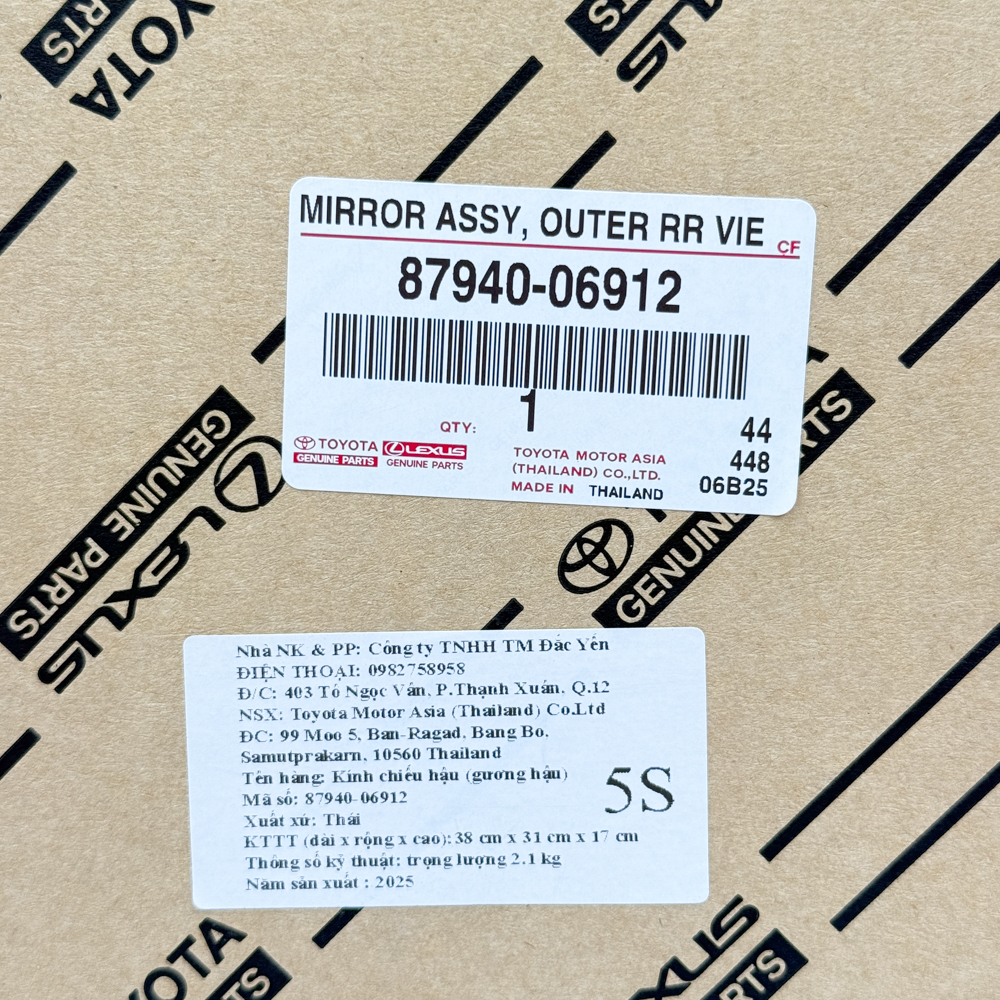 TOYOTA
PARTS
LEXUS
MIRROR ASSY, OUTER RR VIE
CF
87940-06912
QTY: 1
44
448
06B25
TOYOTA
GENUINE PARTS
LEXUS
GENUINE PARTS
TOYOTA MOTOR ASIA
(THAILAND) CO.,LTD.
MADE IN THAILAND
GENUINE PARTS
LEXUS
GENUINE PARTS
Nhà NK & PP: Công ty TNHH TM Đắc Yến
ĐIỆN THOẠI: 0982758958
Đ/C: 403 Tô Ngọc Vân, P.Thạnh Xuân, Q.12
NSX: Toyota Motor Asia (Thailand) Co.Ltd
ĐC: 99 Moo 5, Ban-Ragad, Bang Bo,
Samutprakarn, 10560 Thailand
Tên hàng: Kính chiếu hậu (gương hậu)
Mã số: 87940-06912
Xuất xứ: Thái
KTTT (dài x rộng x cao): 38 cm x 31 cm x 17 cm
Thông số kỹ thuật: trọng lượng 2.1 kg
Năm sản xuất : 2025
5S